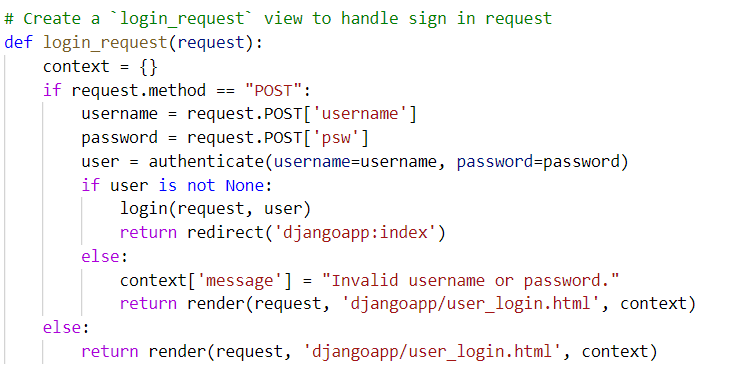 # Create a `login_request` view to handle sign in request
def login_request(request):
    context = {}
    if request.method == "POST":
        username = request.POST['username']
        password = request.POST['psw']
        user = authenticate(username=username, password=password)
        if user is not None:
            login(request, user)
            return redirect('djangoapp:index')
        else:
            context['message'] = "Invalid username or password."
            return render(request, 'djangoapp/user_login.html', context)
    else:
        return render(request, 'djangoapp/user_login.html', context)